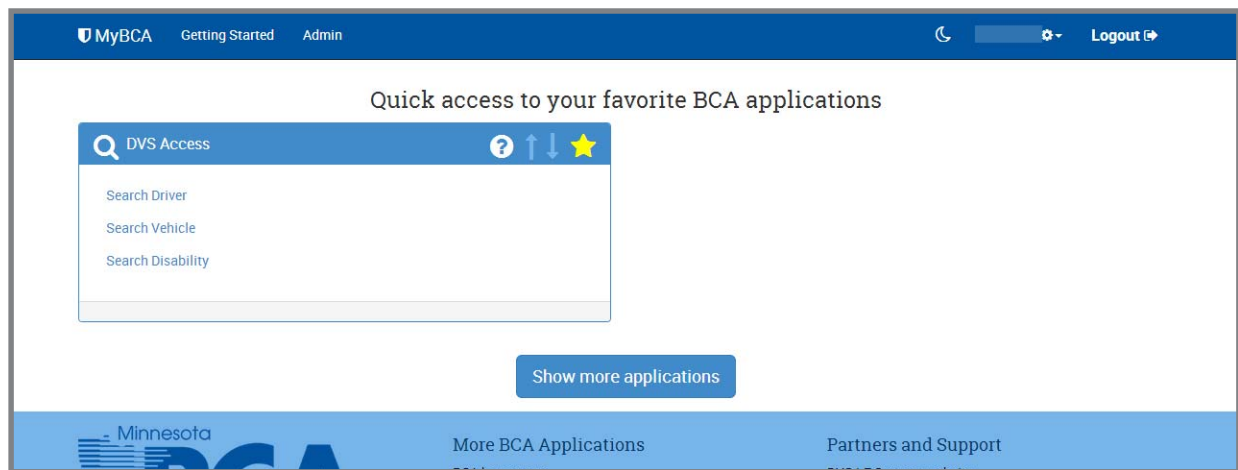 MyBCA Getting Started Admin Logout
Quick access to your favorite BCA applications
DVS Access
Search Driver
Search Vehicle
Search Disability
Show more applications
Minnesota
BCA
More BCA Applications Partners and Support